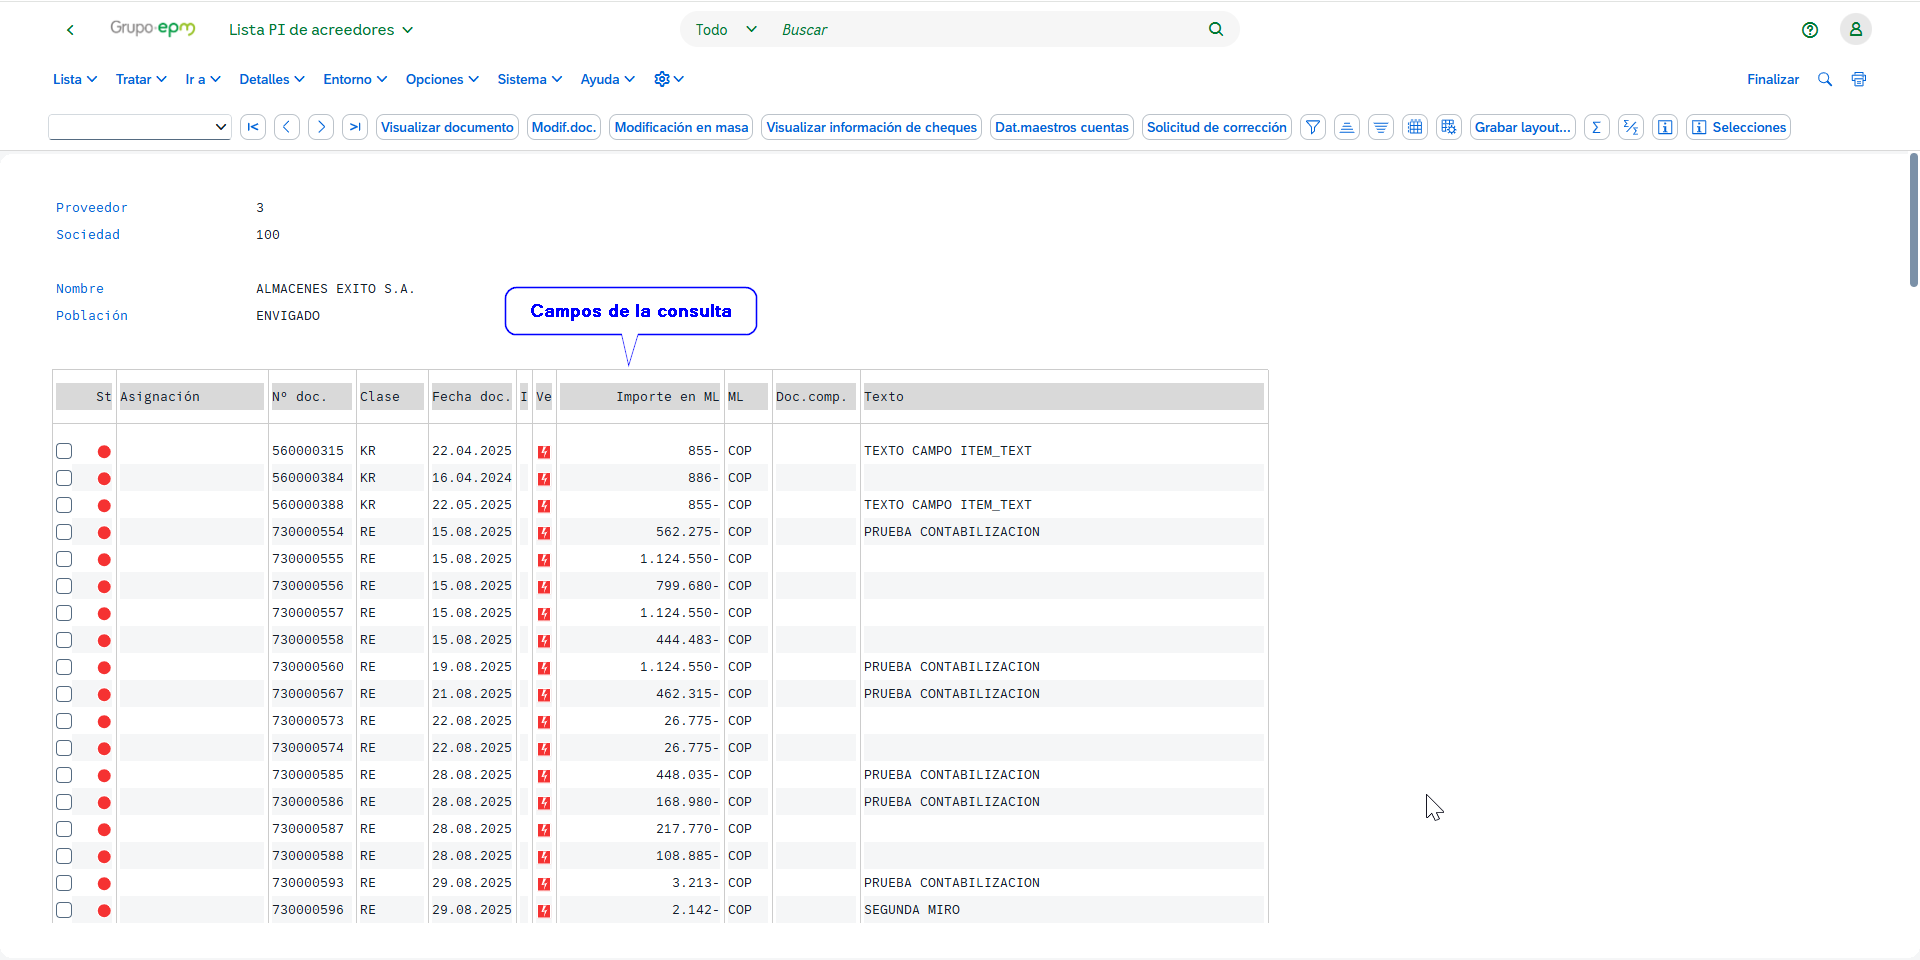 Grupo·epm Lista PI de acreedores Todo Buscar
Lista Tratar Ir a Detalles Entorno Opciones Sistema Ayuda Finalizar
Visualizar documento Modif.doc. Modificación en masa Visualizar información de cheques Dat.maestros cuentas Solicitud de corrección Grabar layout... Selecciones
Proveedor 3
Sociedad 100
Nombre ALMACENES EXITO S.A.
Población ENVIGADO
Campos de la consulta
St Asignación Nº doc. Clase Fecha doc. I Ve Importe en ML ML Doc.comp. Texto
560000315 KR 22.04.2025 855- COP TEXTO CAMPO ITEM_TEXT
560000384 KR 16.04.2024 886- COP
560000388 KR 22.05.2025 855- COP TEXTO CAMPO ITEM_TEXT
730000554 RE 15.08.2025 562.275- COP PRUEBA CONTABILIZACION
730000555 RE 15.08.2025 1.124.550- COP
730000556 RE 15.08.2025 799.680- COP
730000557 RE 15.08.2025 1.124.550- COP
730000558 RE 15.08.2025 444.483- COP
730000560 RE 19.08.2025 1.124.550- COP PRUEBA CONTABILIZACION
730000567 RE 21.08.2025 462.315- COP PRUEBA CONTABILIZACION
730000573 RE 22.08.2025 26.775- COP
730000574 RE 22.08.2025 26.775- COP
730000585 RE 28.08.2025 448.035- COP PRUEBA CONTABILIZACION
730000586 RE 28.08.2025 168.980- COP PRUEBA CONTABILIZACION
730000587 RE 28.08.2025 217.770- COP
730000588 RE 28.08.2025 108.885- COP
730000593 RE 29.08.2025 3.213- COP PRUEBA CONTABILIZACION
730000596 RE 29.08.2025 2.142- COP SEGUNDA MIRO